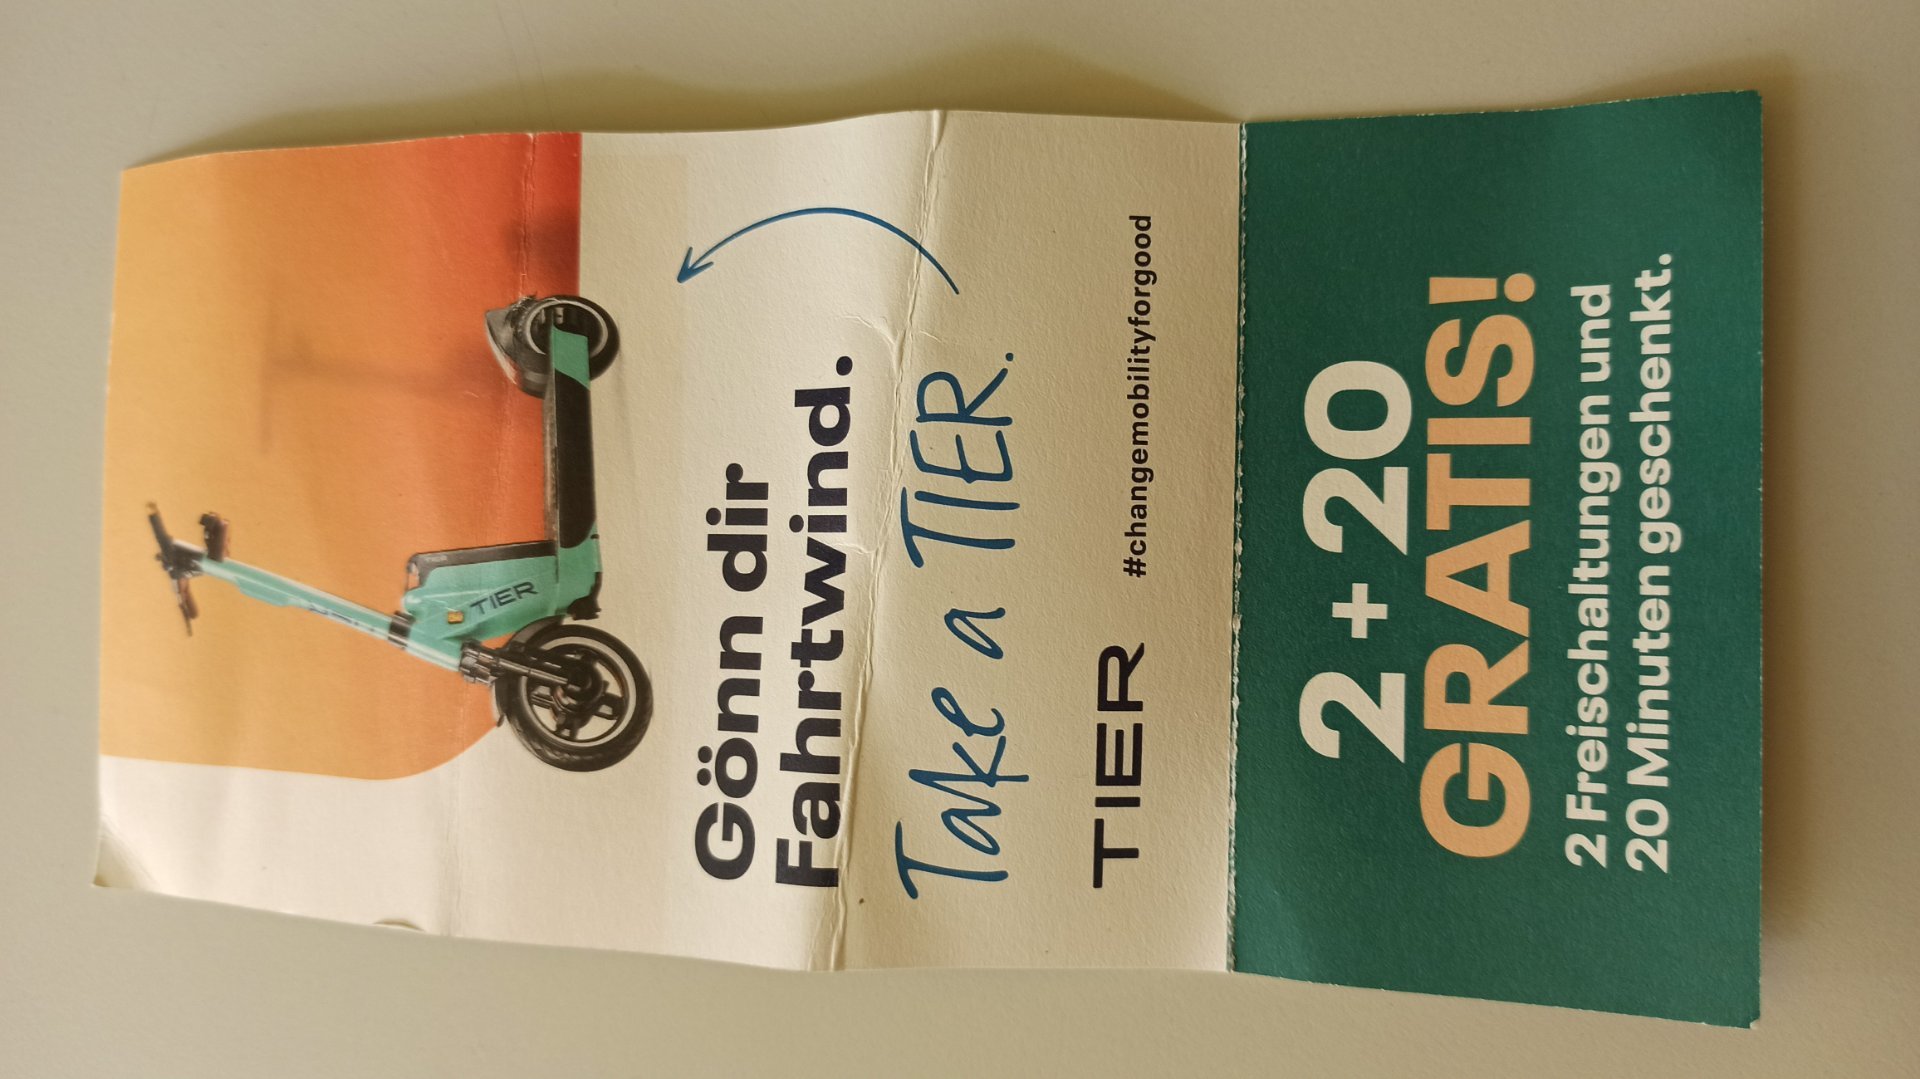 TIER
Gönn dir
Fahrtwind.
Take a TIER.
TIER #changemobilityforgood
2 + 20
GRATIS!
2 Freischaltungen und
20 Minuten geschenkt.